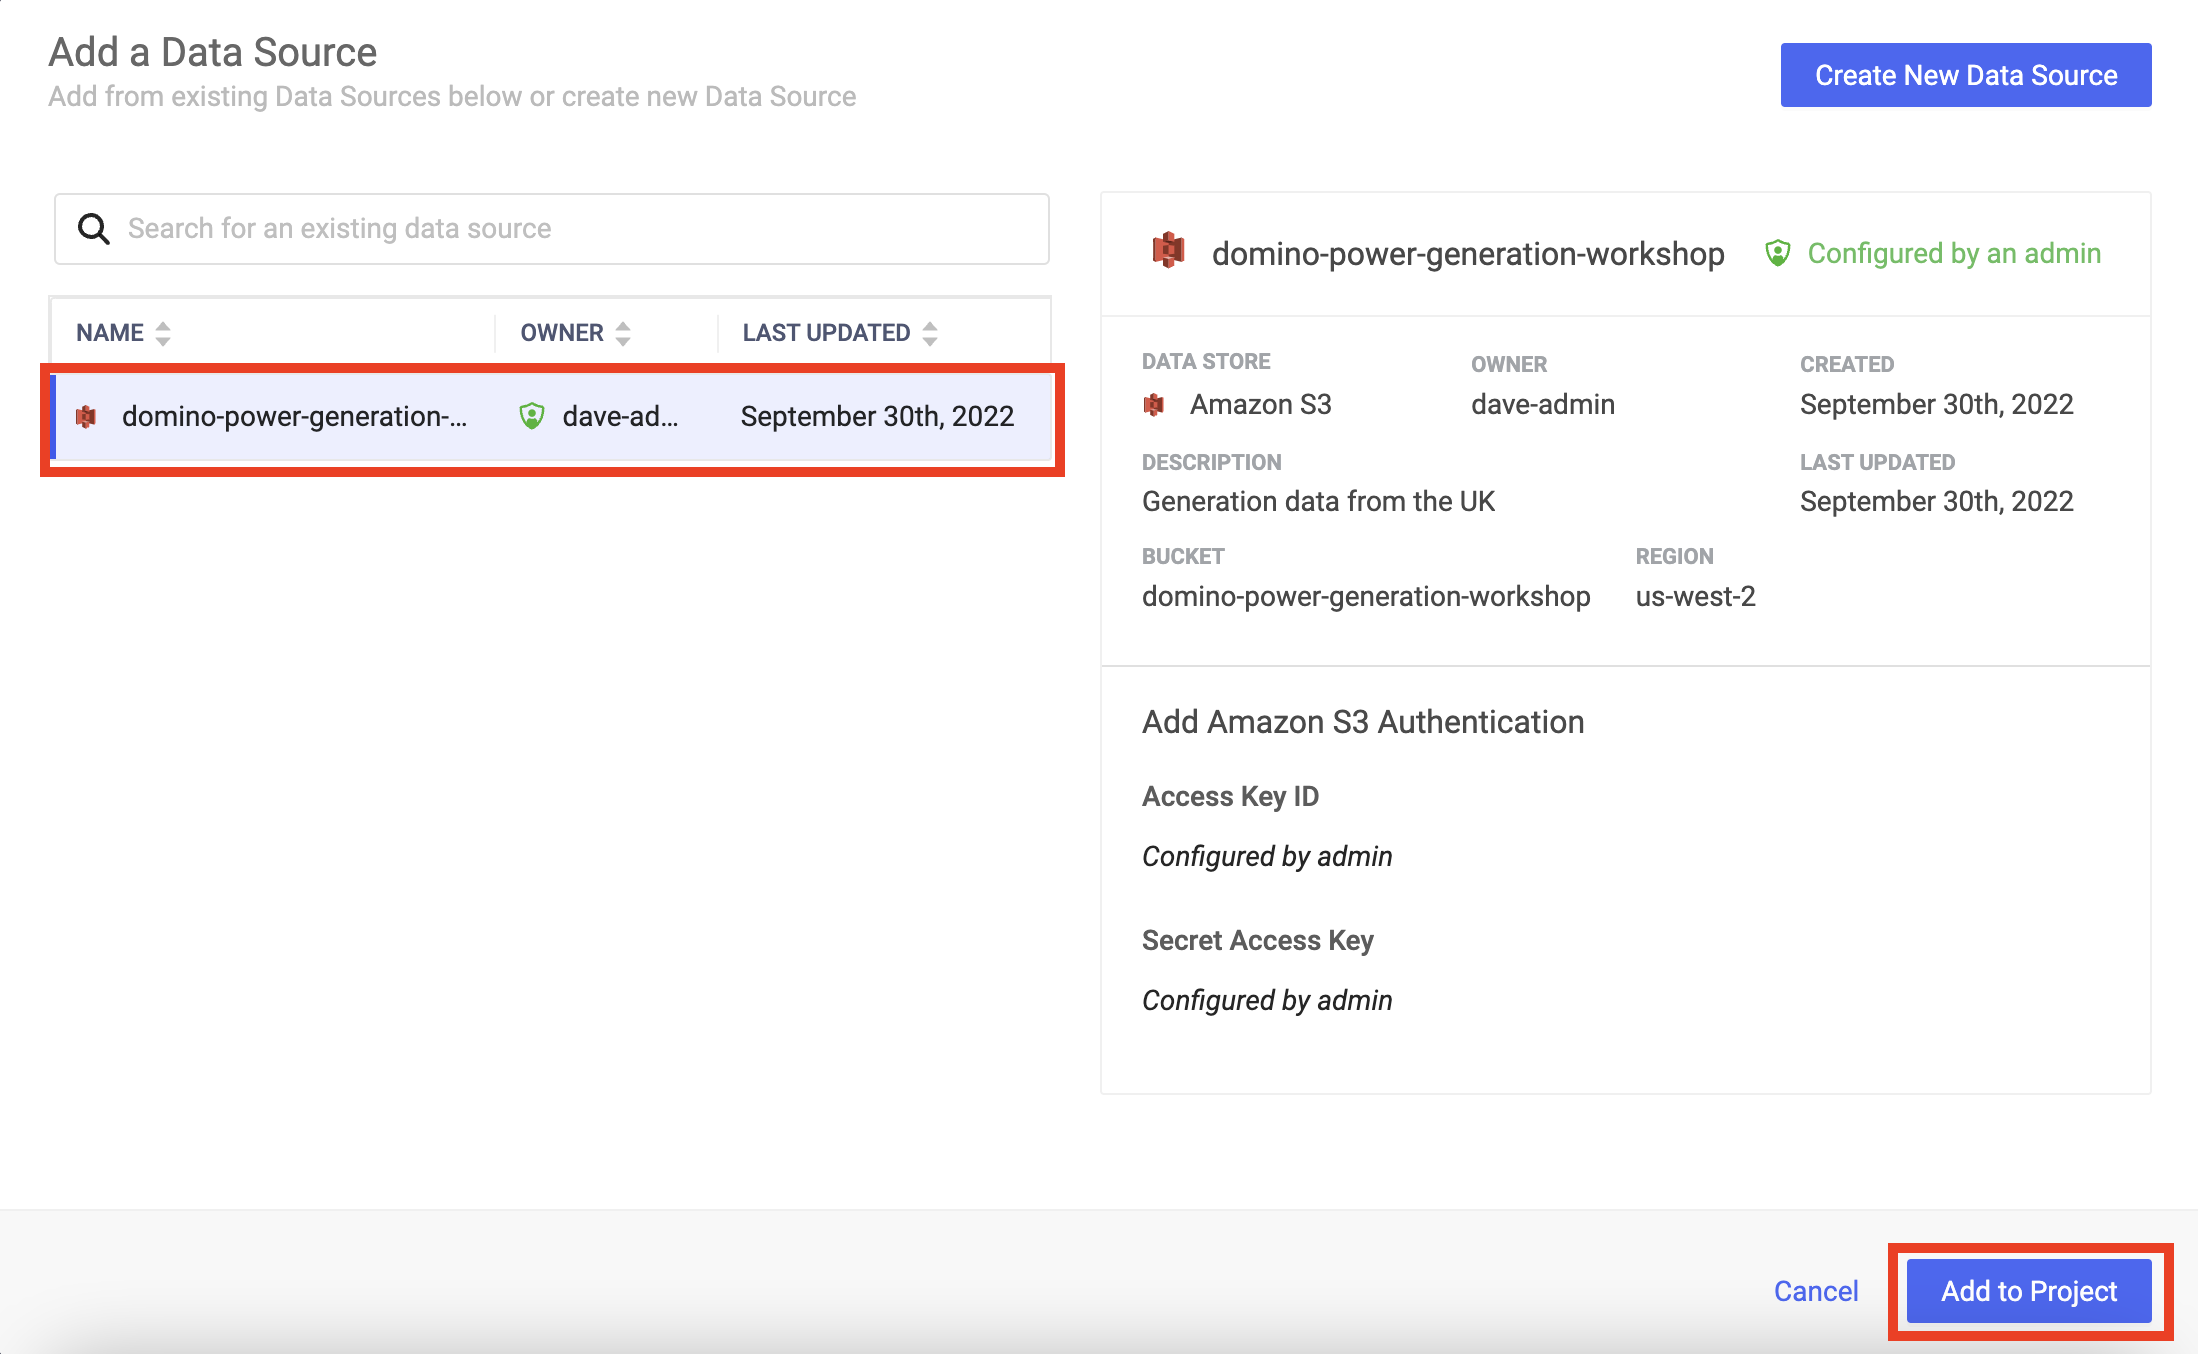 Add a Data Source
Add from existing Data Sources below or create new Data Source
Create New Data Source
Search for an existing data source
NAME OWNER LAST UPDATED
domino-power-generation-... dave-ad... September 30th, 2022
domino-power-generation-workshop Configured by an admin
DATA STORE OWNER CREATED
Amazon S3 dave-admin September 30th, 2022
DESCRIPTION LAST UPDATED
Generation data from the UK September 30th, 2022
BUCKET REGION
domino-power-generation-workshop us-west-2
Add Amazon S3 Authentication
Access Key ID
Configured by admin
Secret Access Key
Configured by admin
Cancel Add to Project